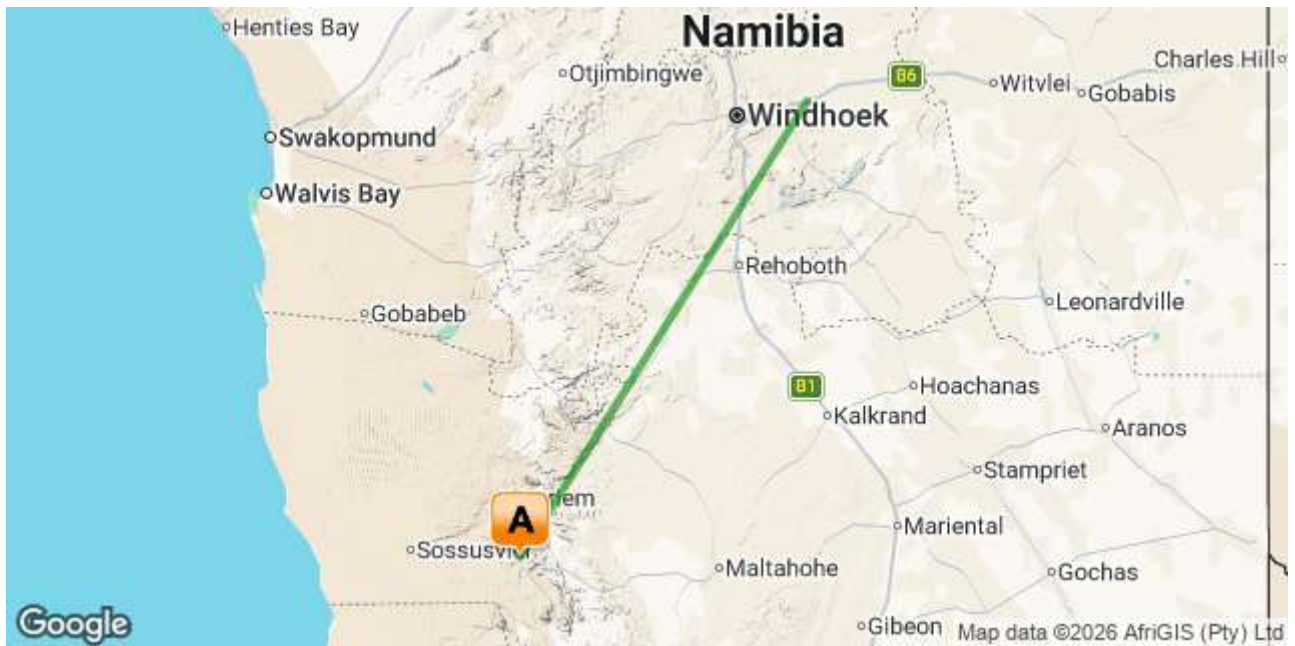 Namibia
Henties Bay
Otjimbingwe
B6
Witvlei
Charles Hill
Gobabis
Windhoek
Swakopmund
Walvis Bay
Rehoboth
Leonardville
Gobabeb
B1
Hoachanas
Kalkrand
Aranos
Stampriet
A
Mariental
Maltahohe
Gochas
Gibeon
Google
Map data ©2026 AfriGIS (Pty) Ltd